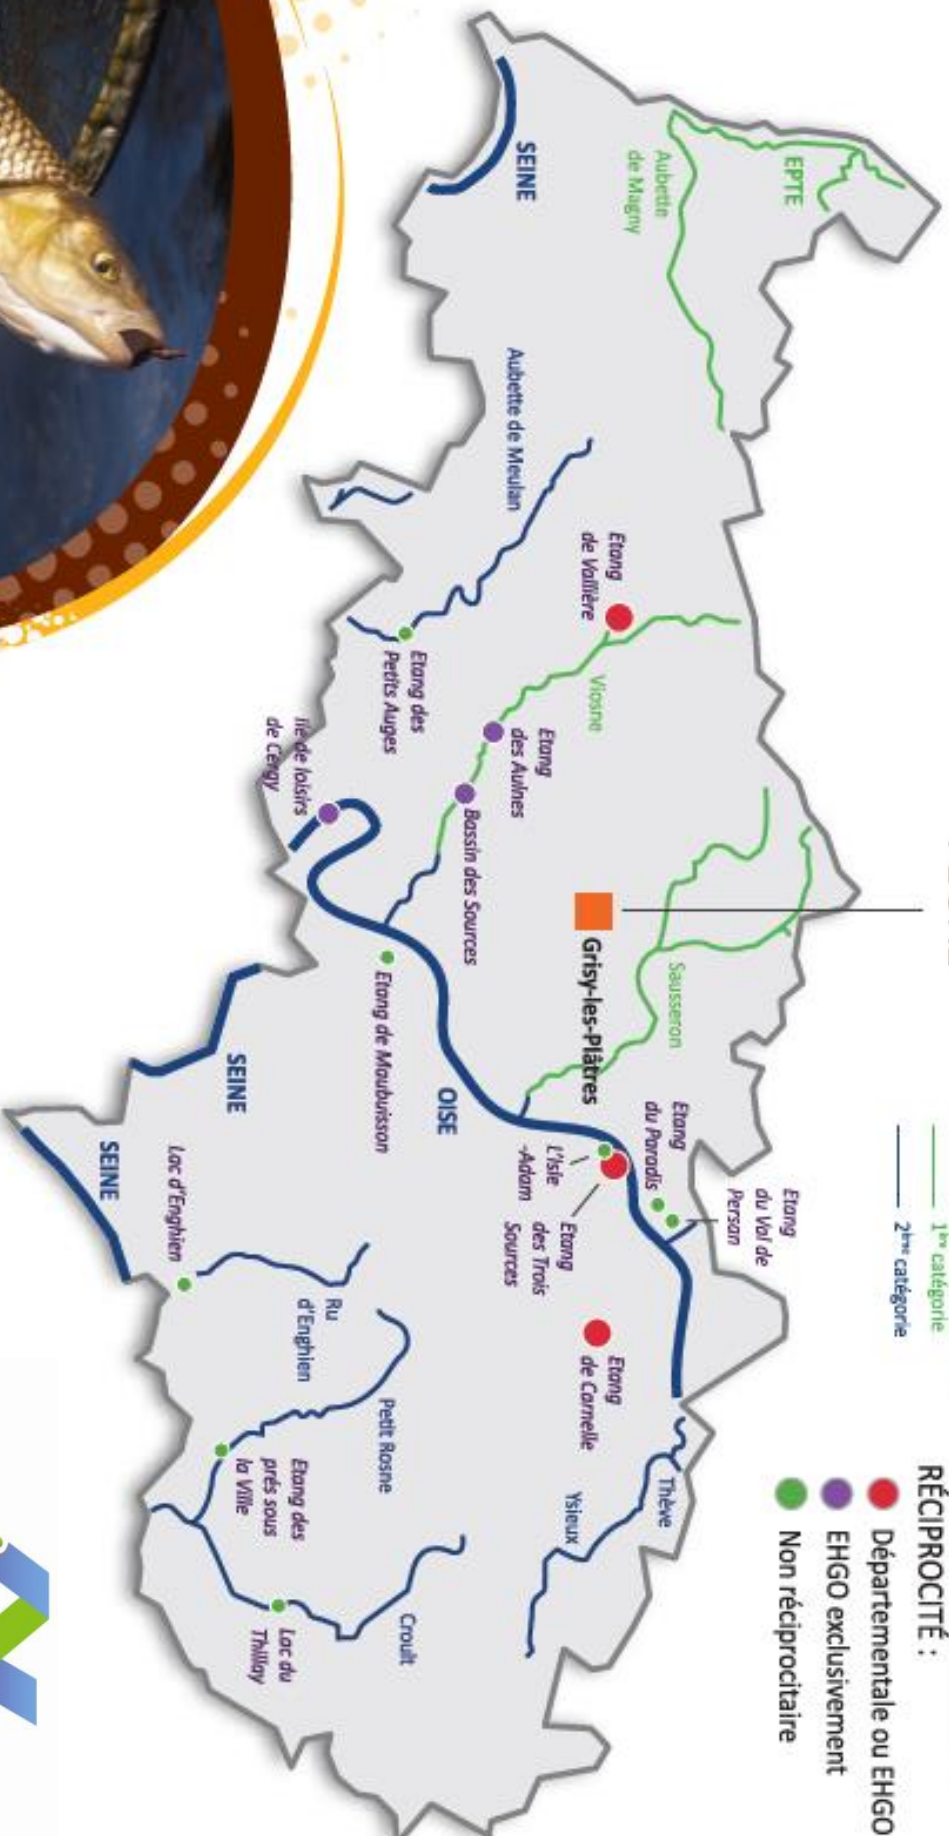 1ère catégorie
2ème catégorie
RÉCIPROCITÉ :
Départementale ou EHGO
EHGO exclusivement
Non réciprocitaire
EPTE
Aubette
de Magny
SEINE
Aubette de Meulan
Etang
de Vallière
Viosne
Etang des
Petits Auges
Etang
des Aulnes
Bassin des Sources
Ile de loisirs
de Cergy
Grisy-les-Plâtres
Sausseron
Etang de Maubuisson
OISE
SEINE
SEINE
Etang
du Paradis
Etang
du Val de
Persan
L'Isle
-Adam
Etang
des Trois
Sources
Lac d'Enghien
Ru
d'Enghien
Etang
de Carnelle
Petit Rosne
Thève
Ysieux
Etang des
prés sous
la Ville
Croult
Lac du
Thillay